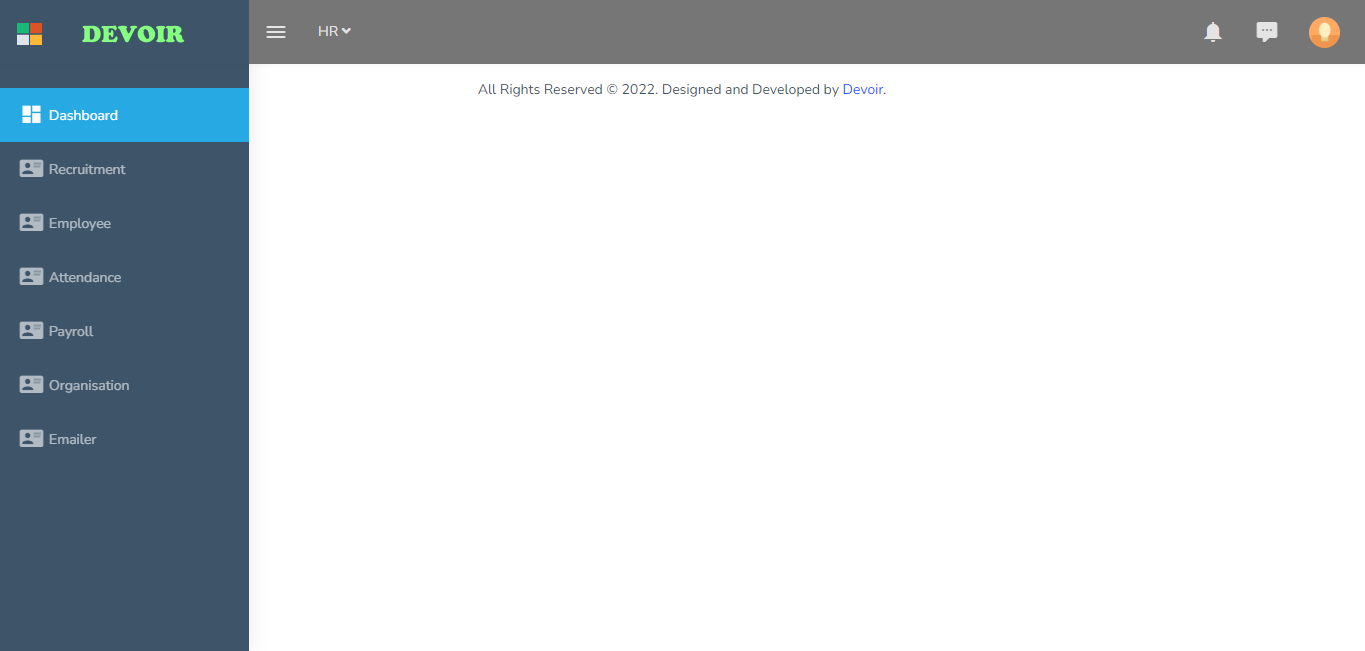 DEVOIR
HR
All Rights Reserved © 2022. Designed and Developed by Devoir.
Dashboard
Recruitment
Employee
Attendance
Payroll
Organisation
Emailer